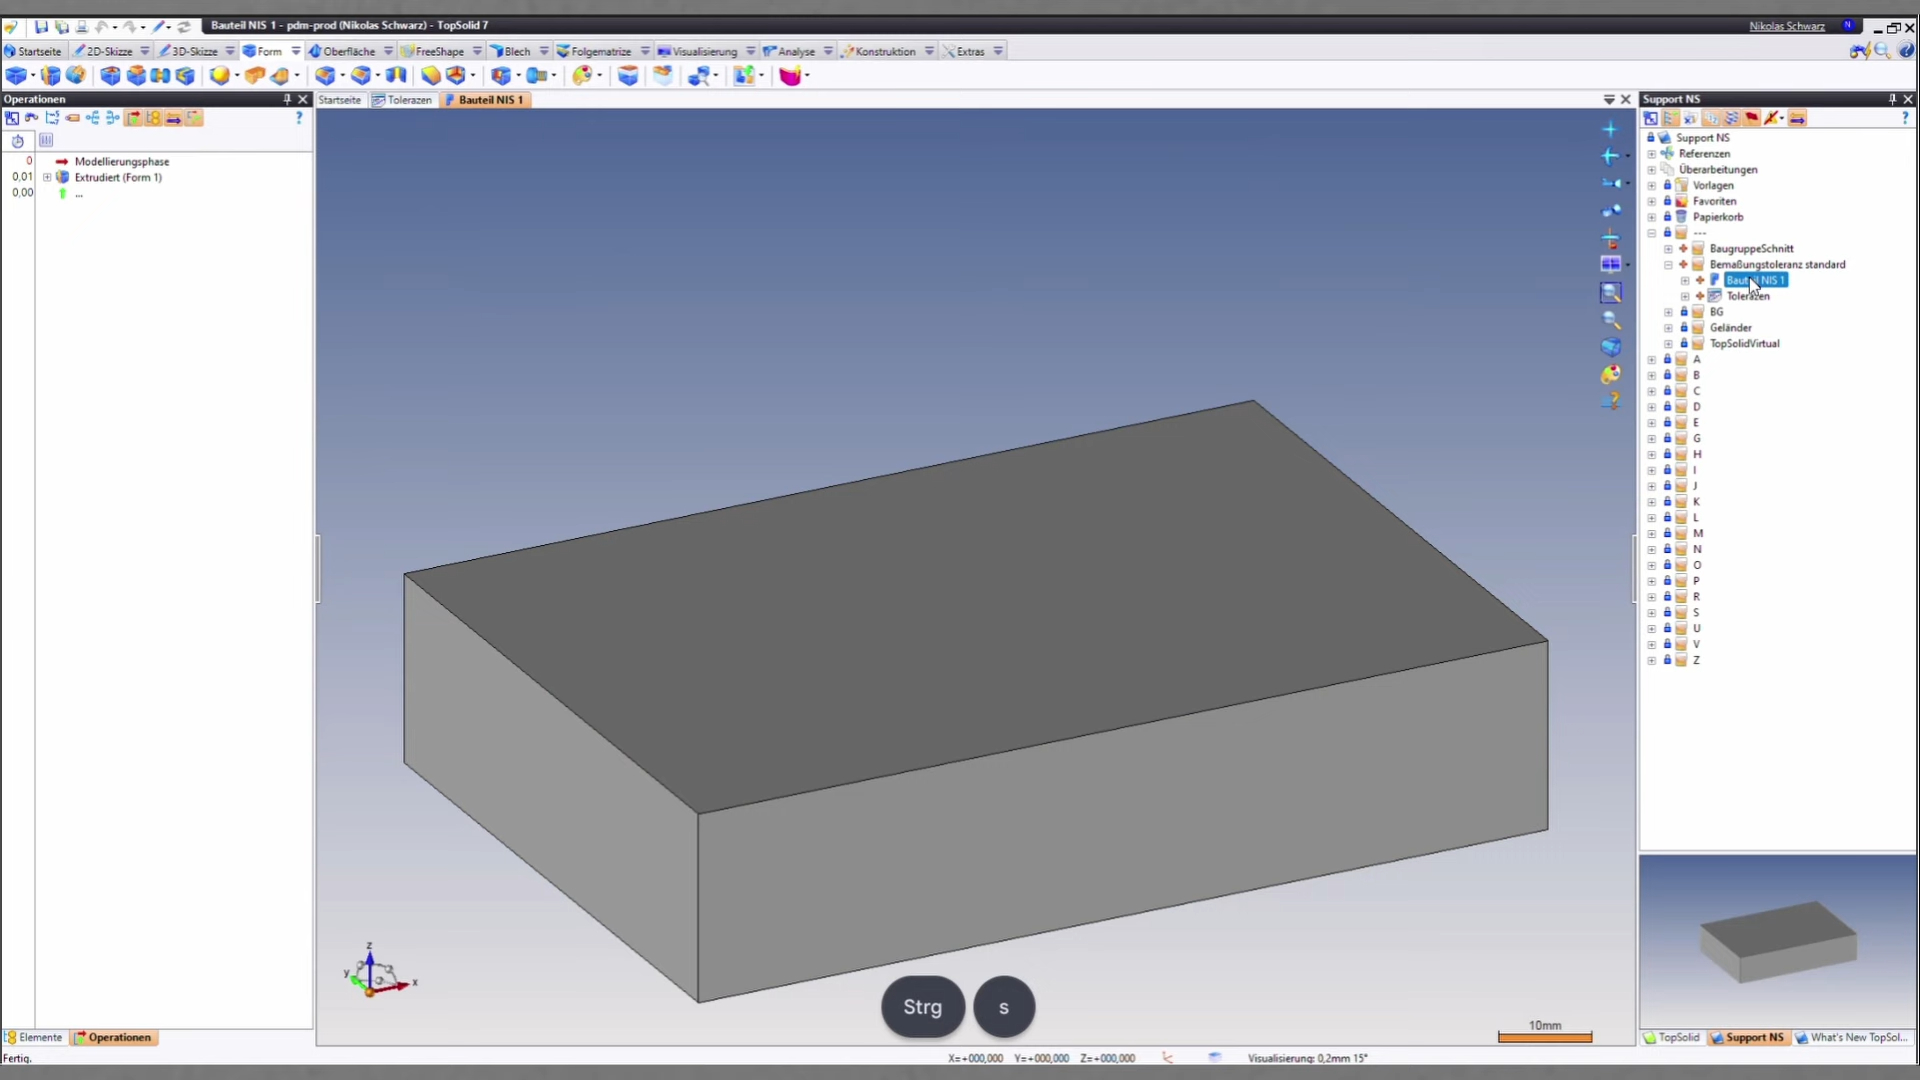 Bauteil NIS 1 - pdm-prod (Nikolas Schwarz) - TopSolid 7
Nikolas Schwarz
N
Startseite
2D-Skizze
3D-Skizze
Form
Oberfläche
FreeShape
Blech
Folgematrize
Visualisierung
Analyse
Konstruktion
Extras
Operationen
Startseite
Tolerazen
Bauteil NIS 1
Support NS
0
Modellierungsphase
0,01
Extrudiert (Form 1)
0,00
...
Support NS
Referenzen
Überarbeitungen
Vorlagen
Favoriten
Papierkorb
---
BaugruppeSchnitt
Bemaßungstoleranz standard
Bauteil NIS 1
Tolerazen
BG
Geländer
TopSolidVirtual
A
B
C
D
E
G
H
I
J
K
L
M
N
O
P
R
S
U
V
Z
z
y
x
Strg
s
10mm
Elemente
Operationen
TopSolid
Support NS
What's New TopSol...
Fertig.
X=+000,000 Y=+000,000 Z=+000,000
Visualisierung: 0,2mm 15°